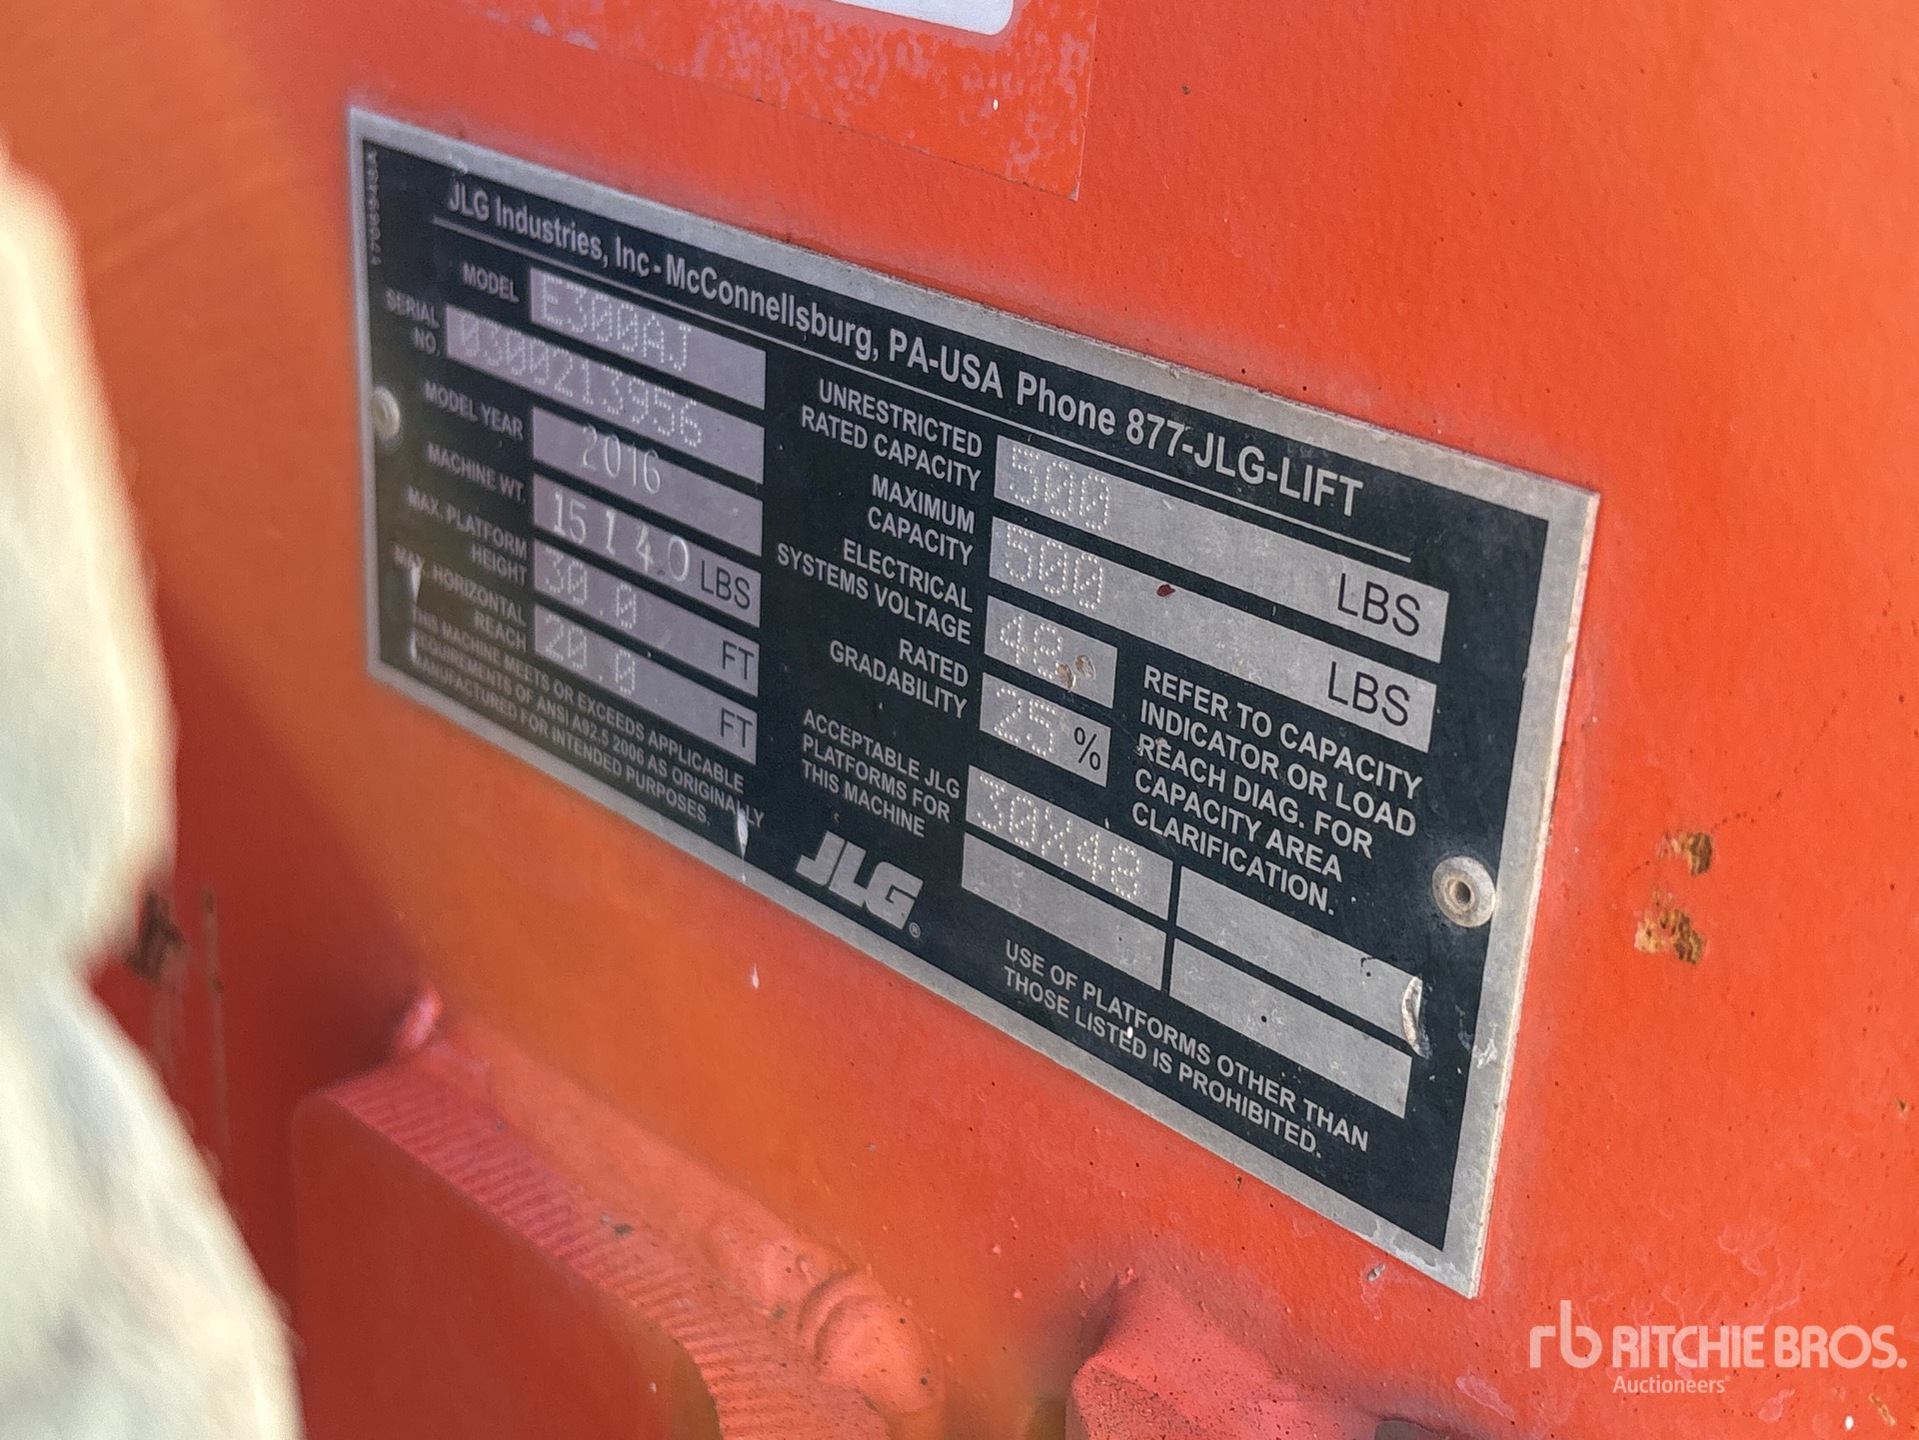 1706948A
JLG Industries, Inc - McConnellsburg, PA-USA Phone 877-JLG-LIFT
MODEL E300AJ
SERIAL NO. 0300213956
MODEL YEAR 2016
MACHINE WT. 15140 LBS
MAX. PLATFORM HEIGHT 30.0 FT
MAX. HORIZONTAL REACH 20.0 FT
THIS MACHINE MEETS OR EXCEEDS APPLICABLE
REQUIREMENTS OF ANSI A92.5 2006 AS ORIGINALLY
MANUFACTURED FOR INTENDED PURPOSES.
UNRESTRICTED
RATED CAPACITY 500 LBS
MAXIMUM
CAPACITY 500 LBS
ELECTRICAL
SYSTEMS VOLTAGE 48
RATED
GRADABILITY 25 %
REFER TO CAPACITY
INDICATOR OR LOAD
REACH DIAG. FOR
CAPACITY AREA
CLARIFICATION.
ACCEPTABLE JLG
PLATFORMS FOR
THIS MACHINE
30X48
JLG®
USE OF PLATFORMS OTHER THAN
THOSE LISTED IS PROHIBITED.
rb RITCHIE BROS.
Auctioneers